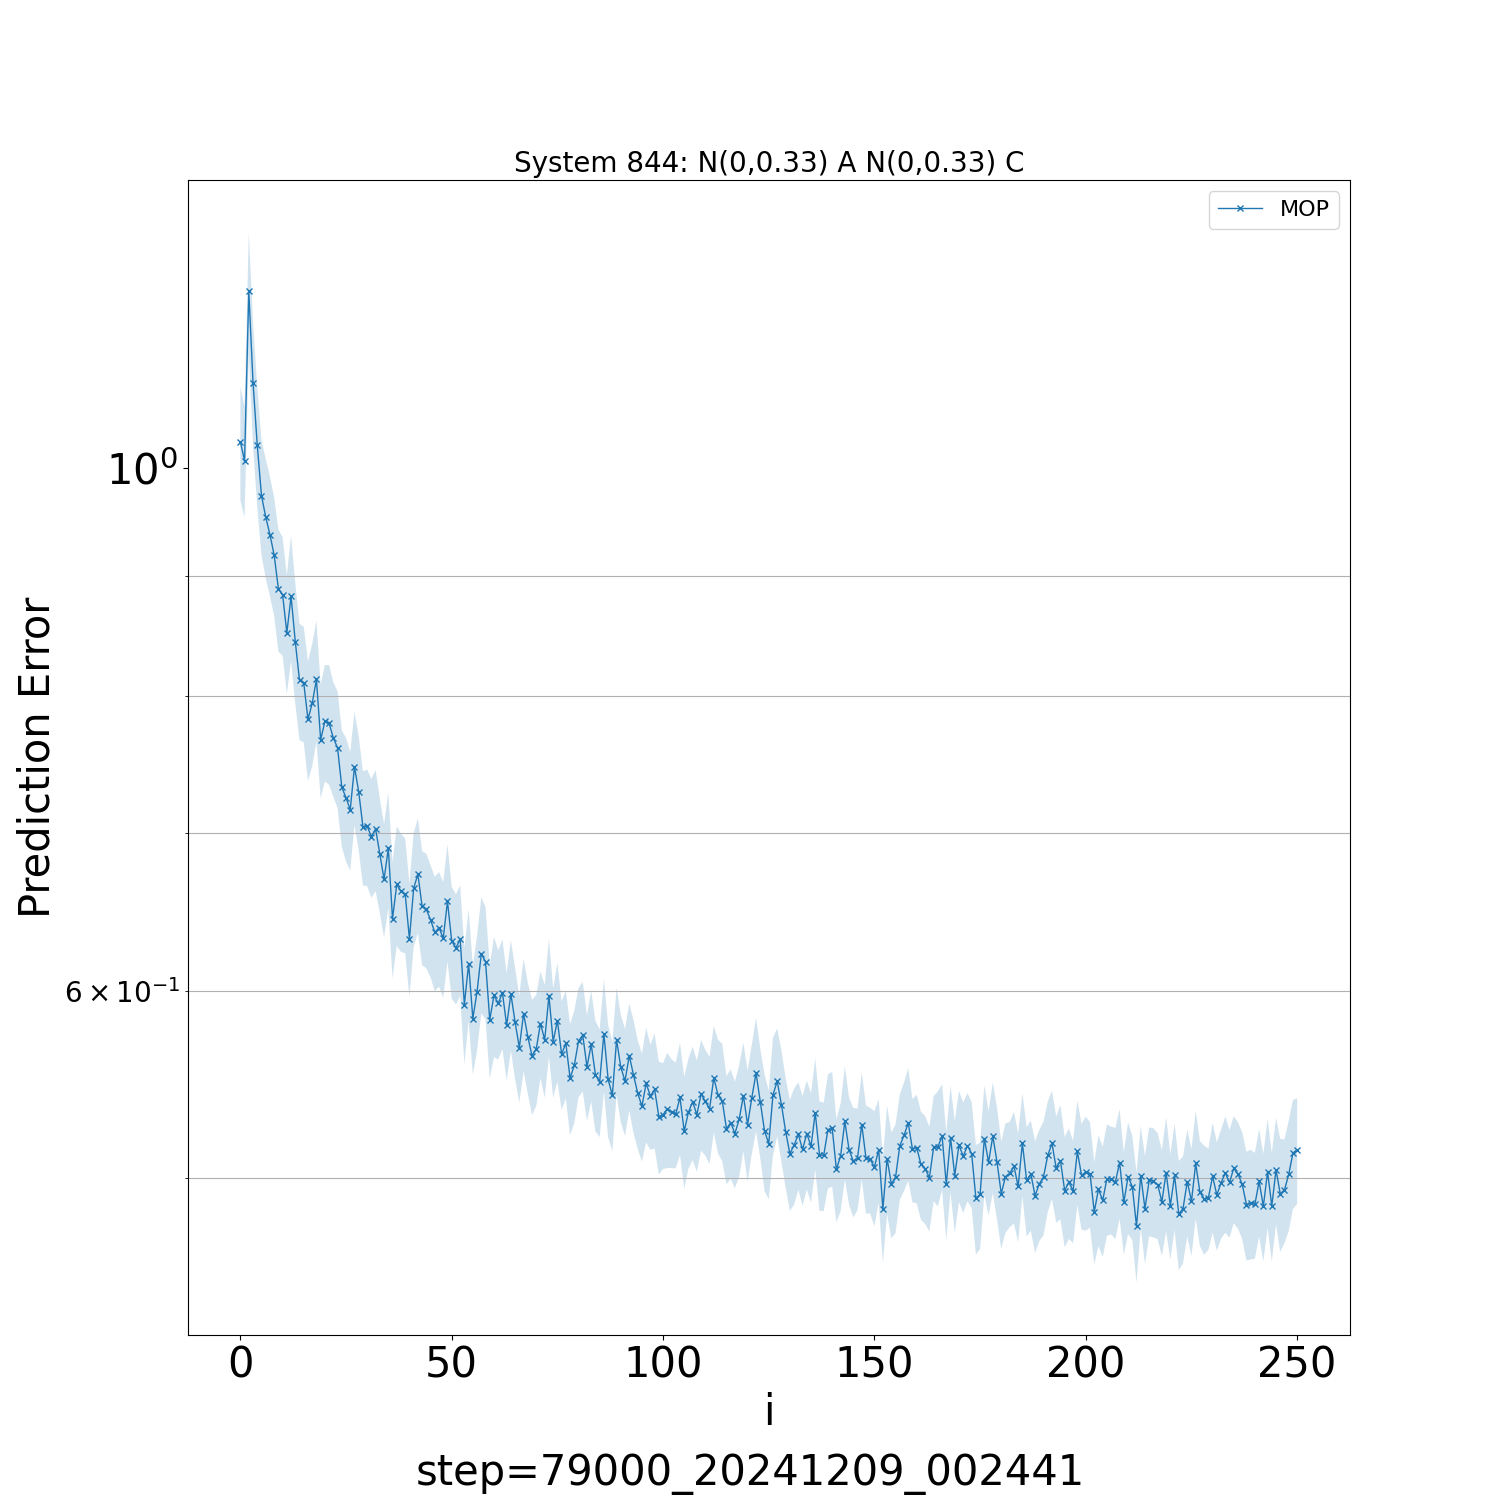 System 844: N(0,0.33) A N(0,0.33) C
MOP
10⁰
Prediction Error
6 × 10⁻¹
0 50 100 150 200 250
i
step=79000_20241209_002441